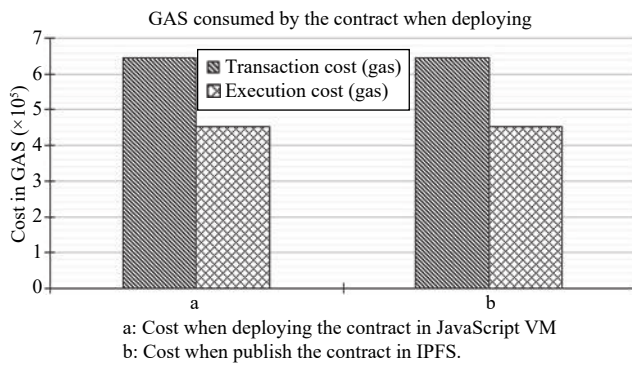 GAS consumed by the contract when deploying
Cost in GAS (×10⁵)
7
6
5
4
3
2
1
0
Transaction cost (gas)
Execution cost (gas)
a
b
a: Cost when deploying the contract in JavaScript VM
b: Cost when publish the contract in IPFS.